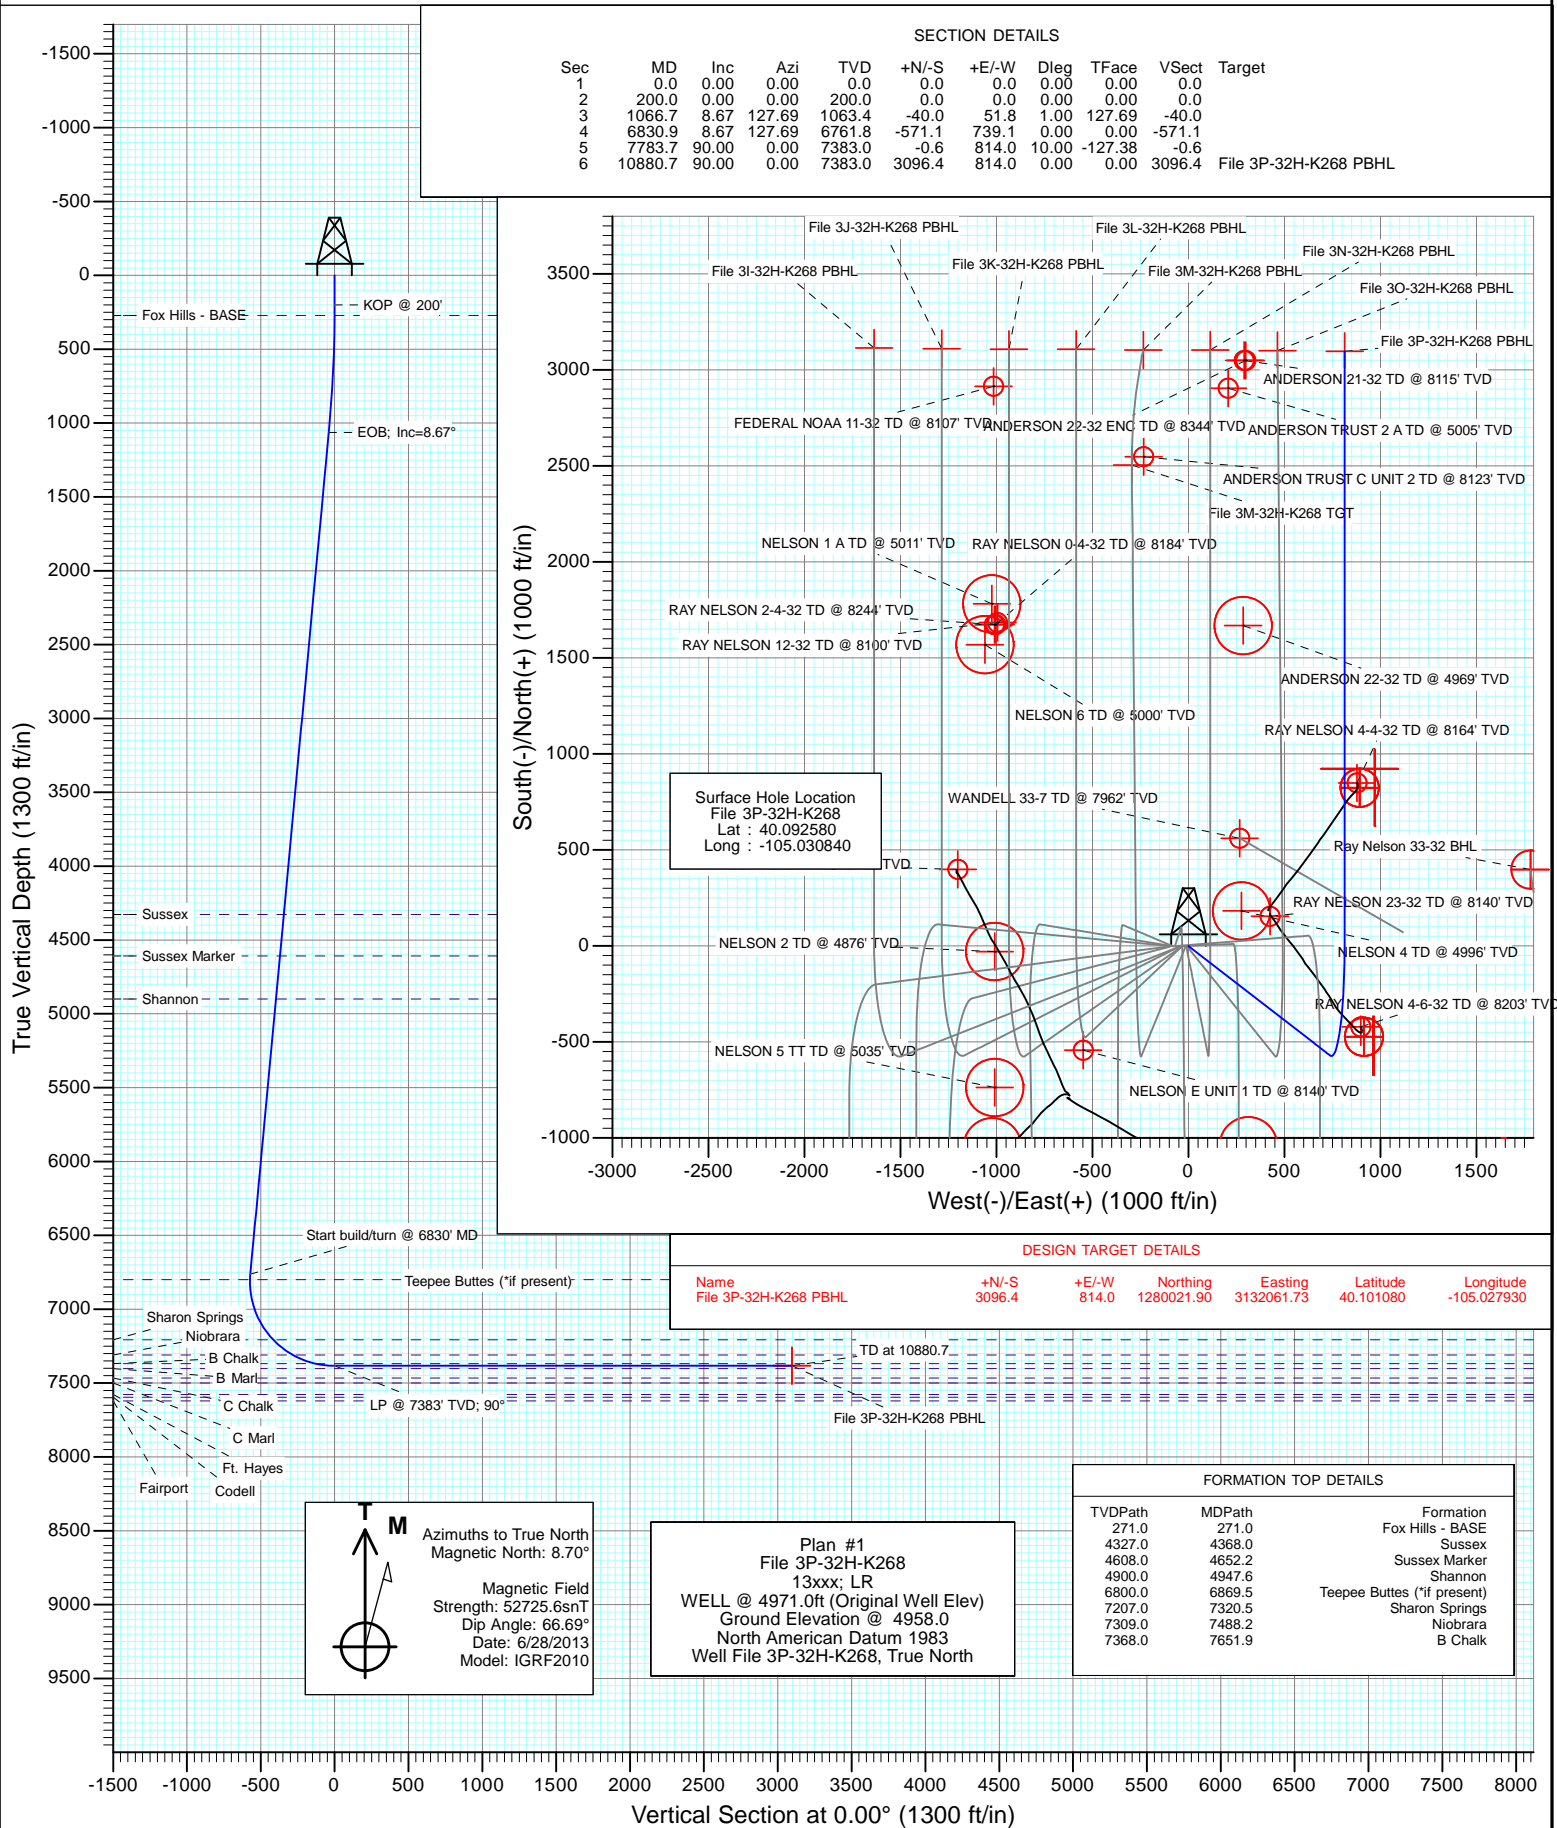 SECTION DETAILS
Sec MD Inc Azi TVD +N/-S +E/-W Dleg TFace VSect Target
1 0.0 0.00 0.00 0.0 0.0 0.0 0.00 0.00 0.0
2 200.0 0.00 0.00 200.0 0.0 0.0 0.00 0.00 0.0
3 1066.7 8.67 127.69 1063.4 -40.0 51.8 1.00 127.69 -40.0
4 6830.9 8.67 127.69 6761.8 -571.1 739.1 0.00 0.00 -571.1
5 7783.7 90.00 0.00 7383.0 -0.6 814.0 10.00 -127.38 -0.6
6 10880.7 90.00 0.00 7383.0 3096.4 814.0 0.00 0.00 3096.4 File 3P-32H-K268 PBHL
True Vertical Depth (1300 ft/in)
-1500
-1000
-500
0
500
1000
1500
2000
2500
3000
3500
4000
4500
5000
5500
6000
6500
7000
7500
8000
8500
9000
9500
KOP @ 200'
Fox Hills - BASE
EOB; Inc=8.67°
Sussex
Sussex Marker
Shannon
Start build/turn @ 6830' MD
Teepee Buttes (*if present)
Sharon Springs
Niobrara
B Chalk
B Marl
C Chalk
C Marl
Ft. Hayes
Codell
Fairport
LP @ 7383' TVD; 90°
TD at 10880.7
File 3P-32H-K268 PBHL
-1500 -1000 -500 0 500 1000 1500 2000 2500 3000 3500 4000 4500 5000 5500 6000 6500 7000 7500 8000
Vertical Section at 0.00° (1300 ft/in)
South(-)/North(+) (1000 ft/in)
3500
3000
2500
2000
1500
1000
500
0
-500
-1000
-3000 -2500 -2000 -1500 -1000 -500 0 500 1000 1500
West(-)/East(+) (1000 ft/in)
File 3J-32H-K268 PBHL
File 3L-32H-K268 PBHL
File 3N-32H-K268 PBHL
File 3I-32H-K268 PBHL
File 3K-32H-K268 PBHL
File 3M-32H-K268 PBHL
File 3O-32H-K268 PBHL
File 3P-32H-K268 PBHL
ANDERSON 21-32 TD @ 8115' TVD
FEDERAL NOAA 11-32 TD @ 8107' TVD
ANDERSON 22-32 ENC TD @ 8344' TVD
ANDERSON TRUST 2 A TD @ 5005' TVD
ANDERSON TRUST C UNIT 2 TD @ 8123' TVD
File 3M-32H-K268 TGT
NELSON 1 A TD @ 5011' TVD
RAY NELSON 0-4-32 TD @ 8184' TVD
RAY NELSON 2-4-32 TD @ 8244' TVD
RAY NELSON 12-32 TD @ 8100' TVD
ANDERSON 22-32 TD @ 4969' TVD
NELSON 6 TD @ 5000' TVD
RAY NELSON 4-4-32 TD @ 8164' TVD
WANDELL 33-7 TD @ 7962' TVD
Ray Nelson 33-32 BHL
TVD
RAY NELSON 23-32 TD @ 8140' TVD
NELSON 2 TD @ 4876' TVD
NELSON 4 TD @ 4996' TVD
RAY NELSON 4-6-32 TD @ 8203' TVD
NELSON 5 TT TD @ 5035' TVD
NELSON E UNIT 1 TD @ 8140' TVD
Surface Hole Location
File 3P-32H-K268
Lat : 40.092580
Long : -105.030840
DESIGN TARGET DETAILS
Name +N/-S +E/-W Northing Easting Latitude Longitude
File 3P-32H-K268 PBHL 3096.4 814.0 1280021.90 3132061.73 40.101080 -105.027930
T
M
Azimuths to True North
Magnetic North: 8.70°
Magnetic Field
Strength: 52725.6snT
Dip Angle: 66.69°
Date: 6/28/2013
Model: IGRF2010
Plan #1
File 3P-32H-K268
13xxx; LR
WELL @ 4971.0ft (Original Well Elev)
Ground Elevation @ 4958.0
North American Datum 1983
Well File 3P-32H-K268, True North
FORMATION TOP DETAILS
TVDPath MDPath Formation
271.0 271.0 Fox Hills - BASE
4327.0 4368.0 Sussex
4608.0 4652.2 Sussex Marker
4900.0 4947.6 Shannon
6800.0 6869.5 Teepee Buttes (*if present)
7207.0 7320.5 Sharon Springs
7309.0 7488.2 Niobrara
7368.0 7651.9 B Chalk